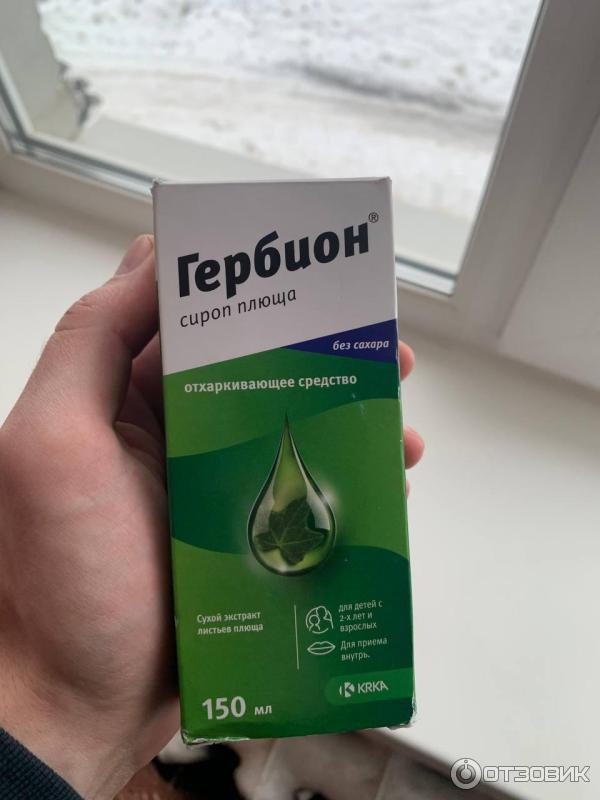 Гербион®
сироп плюща
без сахара
отхаркивающее средство
Сухой экстракт
листьев плюща
для детей с
2-х лет и
взрослых
Для приема
внутрь.
150 мл
KRKA
ОТЗОВИК